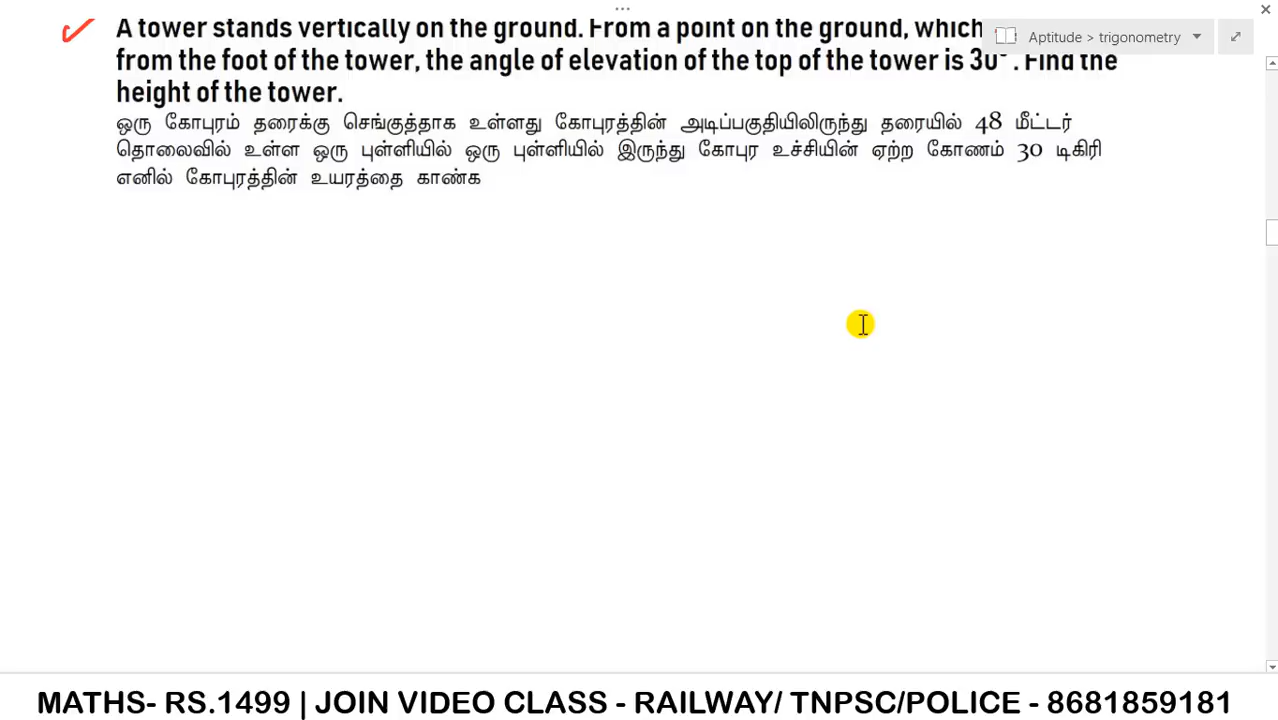 A tower stands vertically on the ground. From a point on the ground, which
Aptitude > trigonometry
from the foot of the tower, the angle of elevation of the top of the tower is 30° . Find the
height of the tower.
ஒரு கோபுரம் தரைக்கு செங்குத்தாக உள்ளது கோபுரத்தின் அடிப்பகுதியிலிருந்து தரையில் 48 மீட்டர்
தொலைவில் உள்ள ஒரு புள்ளியில் ஒரு புள்ளியில் இருந்து கோபுர உச்சியின் ஏற்ற கோணம் 30 டிகிரி
எனில் கோபுரத்தின் உயரத்தை காண்க
MATHS- RS.1499 | JOIN VIDEO CLASS - RAILWAY/ TNPSC/POLICE - 8681859181